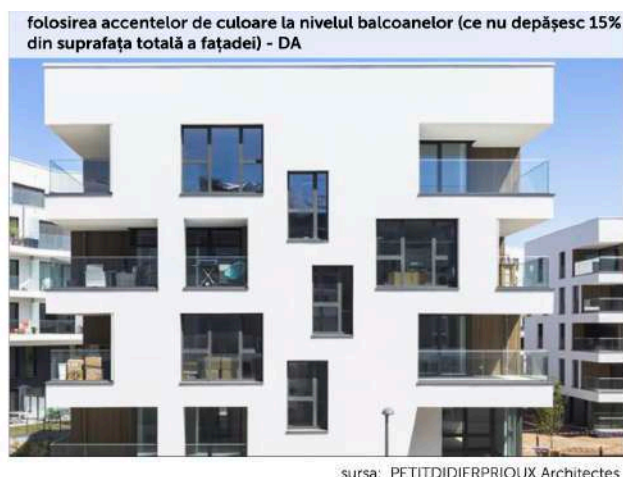 folosirea accentelor de culoare la nivelul balcoanelor (ce nu depășesc 15%
din suprafața totală a fațadei) - DA
sursa: PETITDIDIERPRIOUX Architectes